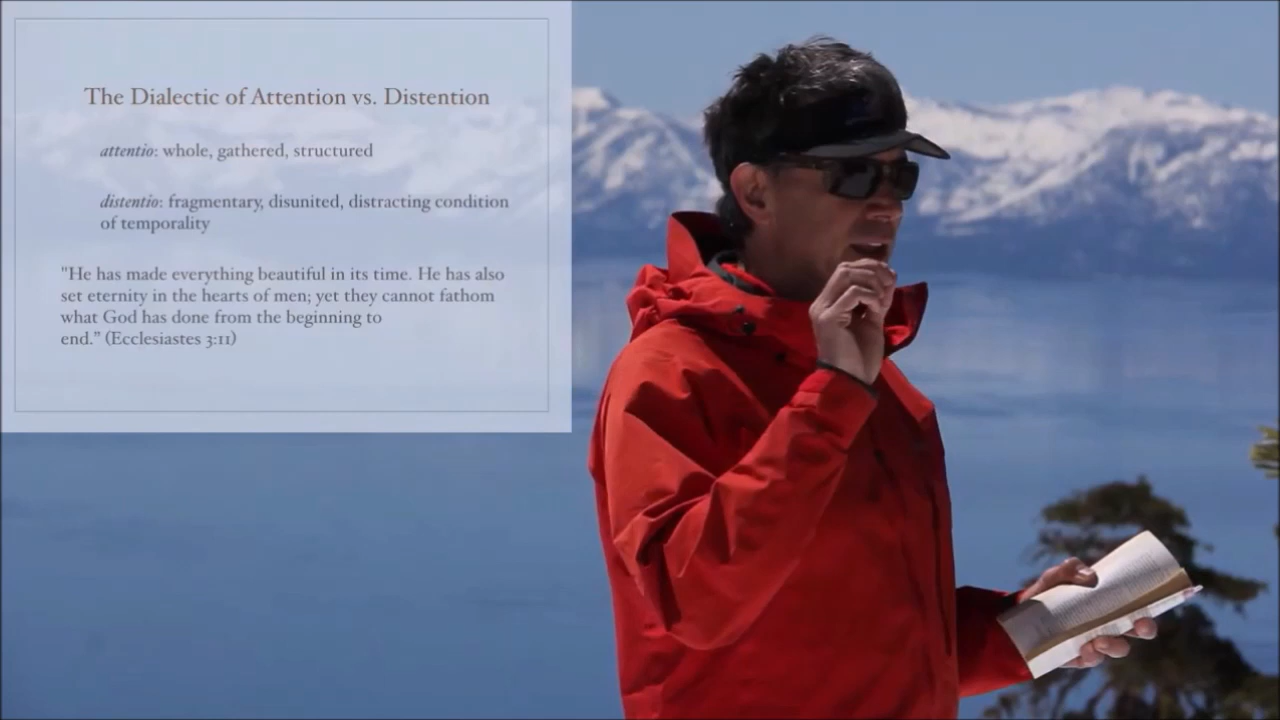 The Dialectic of Attention vs. Distention
attentio: whole, gathered, structured
distentio: fragmentary, disunited, distracting condition
of temporality
"He has made everything beautiful in its time. He has also
set eternity in the hearts of men; yet they cannot fathom
what God has done from the beginning to
end.” (Ecclesiastes 3:11)